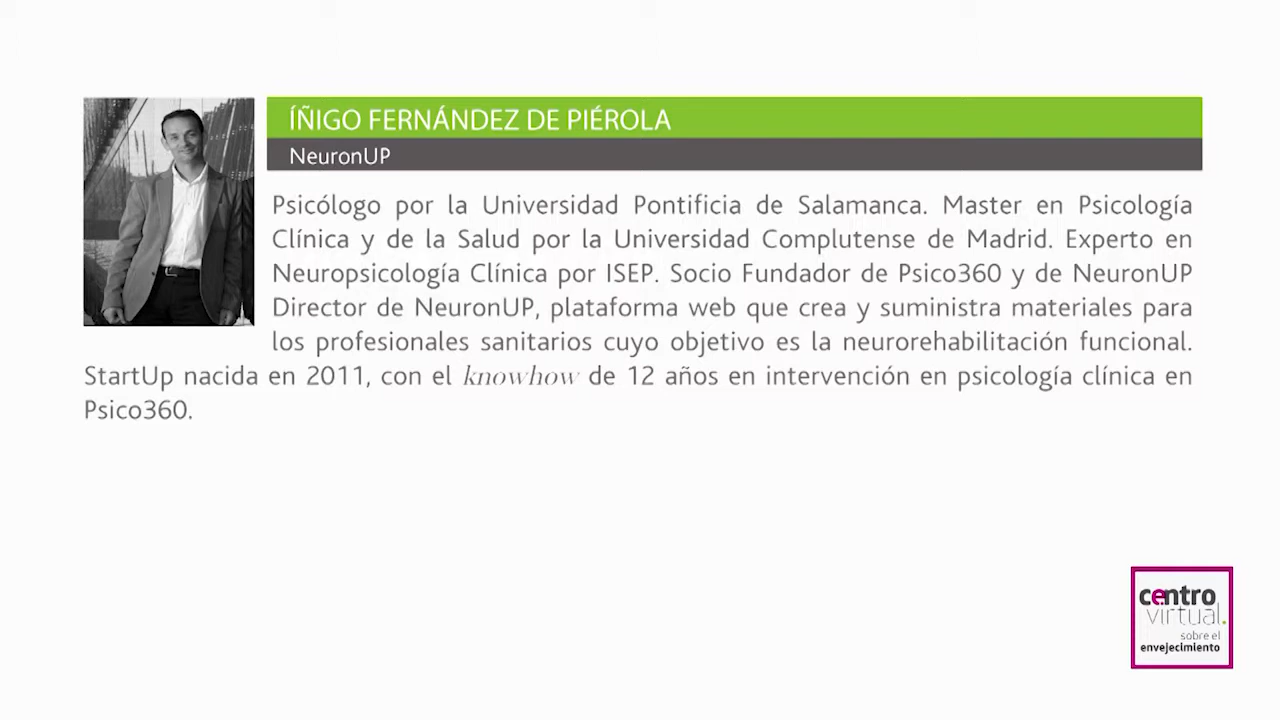 ÍÑIGO FERNÁNDEZ DE PIÉROLA
NeuronUP
Psicólogo por la Universidad Pontificia de Salamanca. Master en Psicología
Clínica y de la Salud por la Universidad Complutense de Madrid. Experto en
Neuropsicología Clínica por ISEP. Socio Fundador de Psico360 y de NeuronUP
Director de NeuronUP, plataforma web que crea y suministra materiales para
los profesionales sanitarios cuyo objetivo es la neurorehabilitación funcional.
StartUp nacida en 2011, con el knowhow de 12 años en intervención en psicología clínica en
Psico360.
centro
virtual.
sobre el
envejecimiento